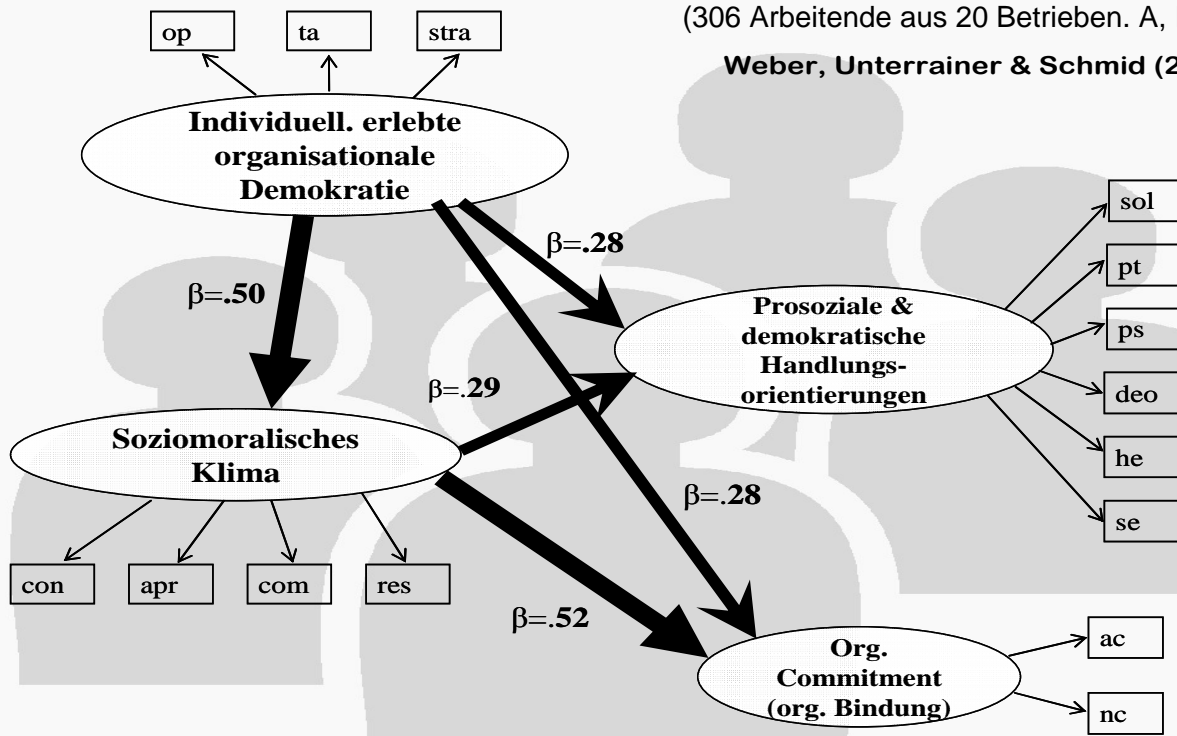 (306 Arbeitende aus 20 Betrieben. A,
Weber, Unterrainer & Schmid (2
op
ta
stra
Individuell. erlebte
organisationale
Demokratie
β=.50
β=.28
β=.29
β=.28
β=.52
Prosoziale &
demokratische
Handlungs-
orientierungen
sol
pt
ps
deo
he
se
Soziomoralisches
Klima
con
apr
com
res
Org.
Commitment
(org. Bindung)
ac
nc